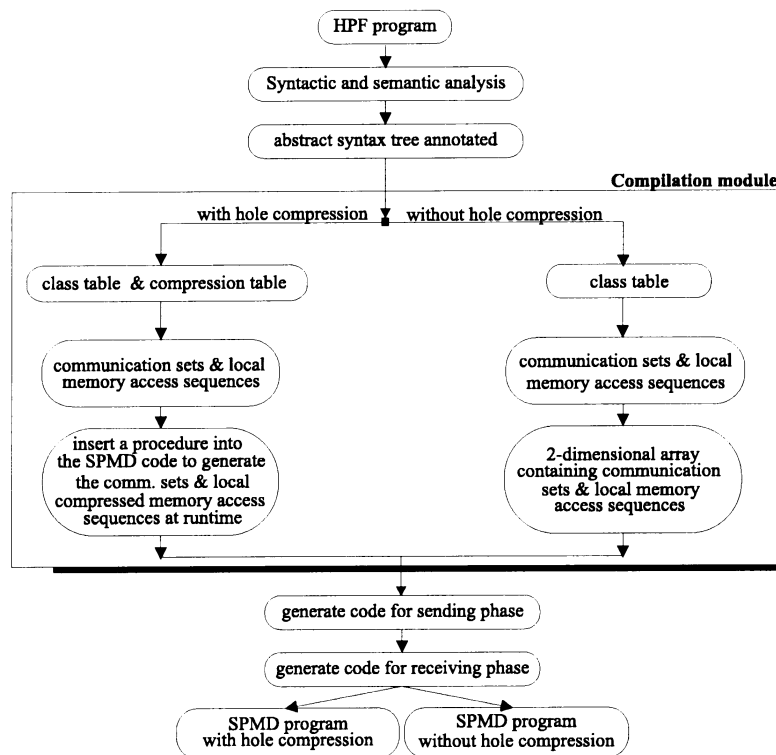 HPF program
Syntactic and semantic analysis
abstract syntax tree annotated
Compilation module
with hole compression
without hole compression
class table & compression table
class table
communication sets & local
memory access sequences
communication sets & local
memory access sequences
insert a procedure into
the SPMD code to generate
the comm. sets & local
compressed memory access
sequences at runtime
2-dimensional array
containing communication
sets & local memory
access sequences
generate code for sending phase
generate code for receiving phase
SPMD program
with hole compression
SPMD program
without hole compression